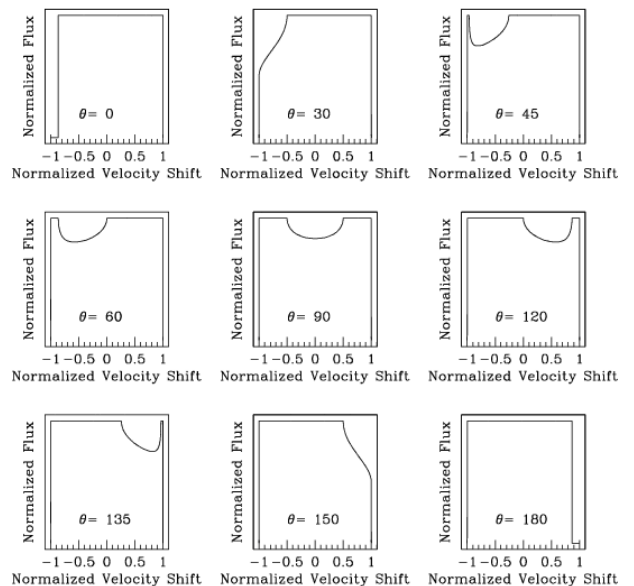 Normalized Flux
θ= 0
−1 −0.5 0 0.5 1
Normalized Velocity Shift
Normalized Flux
θ= 30
−1 −0.5 0 0.5 1
Normalized Velocity Shift
Normalized Flux
θ= 45
−1 −0.5 0 0.5 1
Normalized Velocity Shift
Normalized Flux
θ= 60
−1 −0.5 0 0.5 1
Normalized Velocity Shift
Normalized Flux
θ= 90
−1 −0.5 0 0.5 1
Normalized Velocity Shift
Normalized Flux
θ= 120
−1 −0.5 0 0.5 1
Normalized Velocity Shift
Normalized Flux
θ= 135
−1 −0.5 0 0.5 1
Normalized Velocity Shift
Normalized Flux
θ= 150
−1 −0.5 0 0.5 1
Normalized Velocity Shift
Normalized Flux
θ= 180
−1 −0.5 0 0.5 1
Normalized Velocity Shift